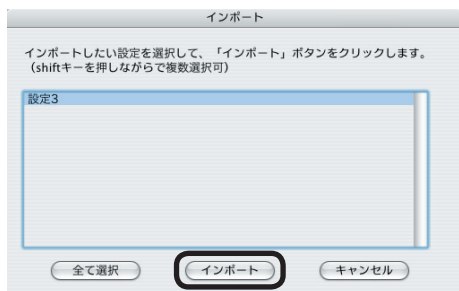 インポート
インポートしたい設定を選択して、「インポート」ボタンをクリックします。
（shiftキーを押しながらで複数選択可）
設定3
全て選択
インポート
キャンセル